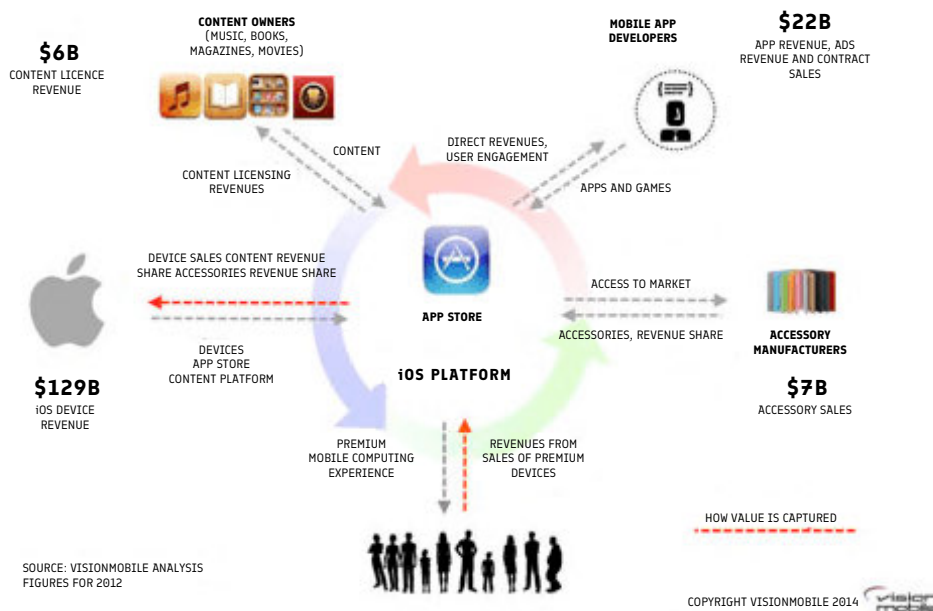 CONTENT OWNERS
(MUSIC, BOOKS,
MAGAZINES, MOVIES)
$6B
CONTENT LICENCE
REVENUE
MOBILE APP
DEVELOPERS
$22B
APP REVENUE, ADS
REVENUE AND CONTRACT
SALES
CONTENT
CONTENT LICENSING
REVENUES
DIRECT REVENUES,
USER ENGAGEMENT
APPS AND GAMES
DEVICE SALES CONTENT REVENUE
SHARE ACCESSORIES REVENUE SHARE
DEVICES
APP STORE
CONTENT PLATFORM
$129B
iOS DEVICE
REVENUE
APP STORE
iOS PLATFORM
ACCESS TO MARKET
ACCESSORIES, REVENUE SHARE
ACCESSORY
MANUFACTURERS
$7B
ACCESSORY SALES
PREMIUM
MOBILE COMPUTING
EXPERIENCE
REVENUES FROM
SALES OF PREMIUM
DEVICES
HOW VALUE IS CAPTURED
SOURCE: VISIONMOBILE ANALYSIS
FIGURES FOR 2012
COPYRIGHT VISIONMOBILE 2014
vision
mobile